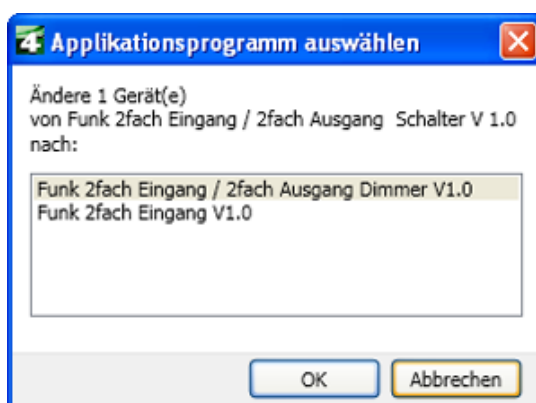 4 Applikationsprogramm auswählen
Ändere 1 Gerät(e)
von Funk 2fach Eingang / 2fach Ausgang Schalter V 1.0
nach:
Funk 2fach Eingang / 2fach Ausgang Dimmer V1.0
Funk 2fach Eingang V1.0
OK Abbrechen